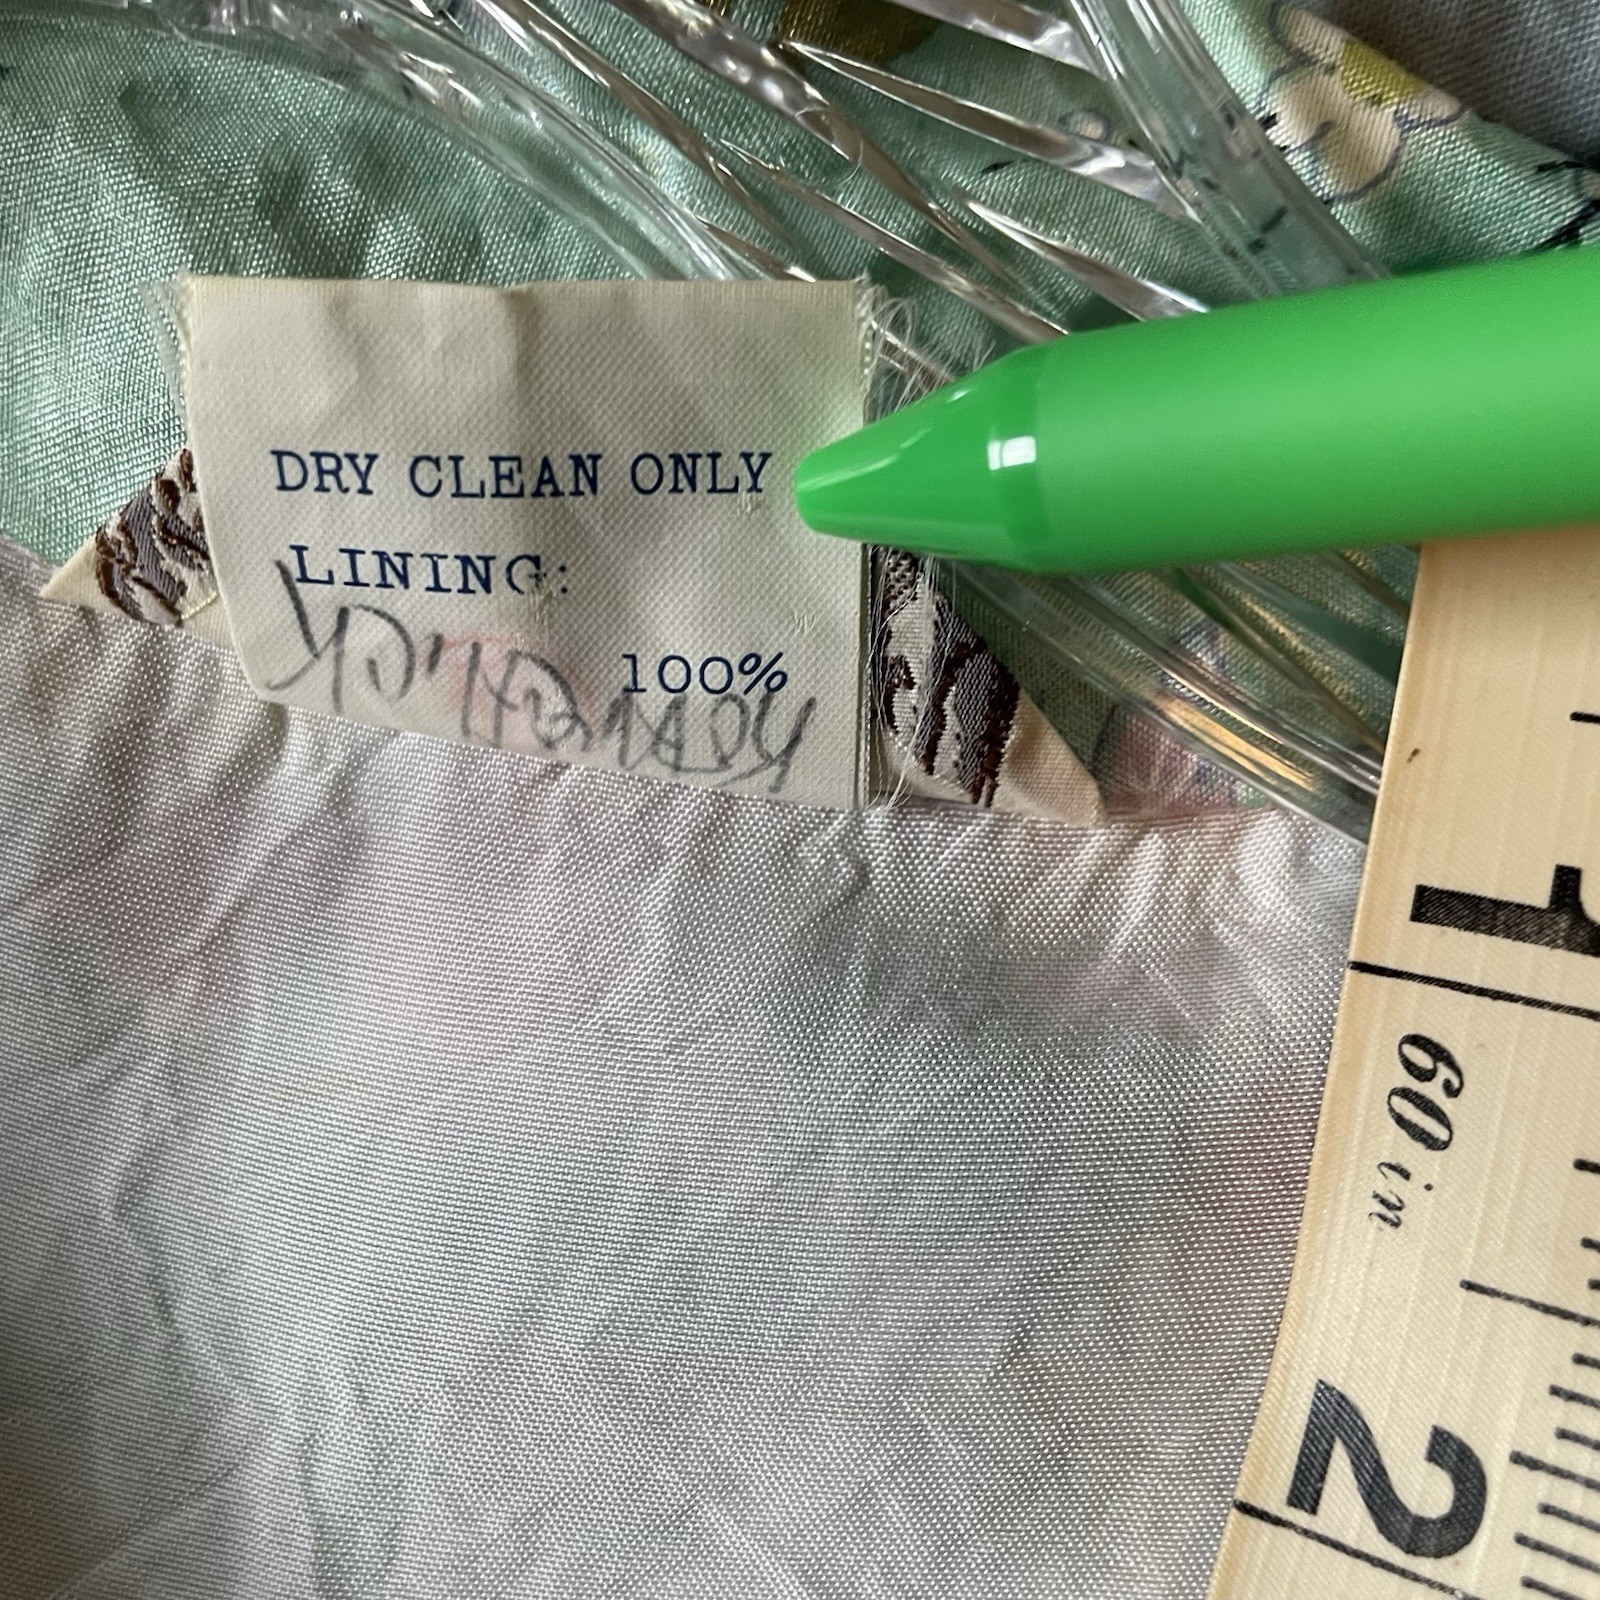 DRY CLEAN ONLY
LINING:
100%
1
60 in
2